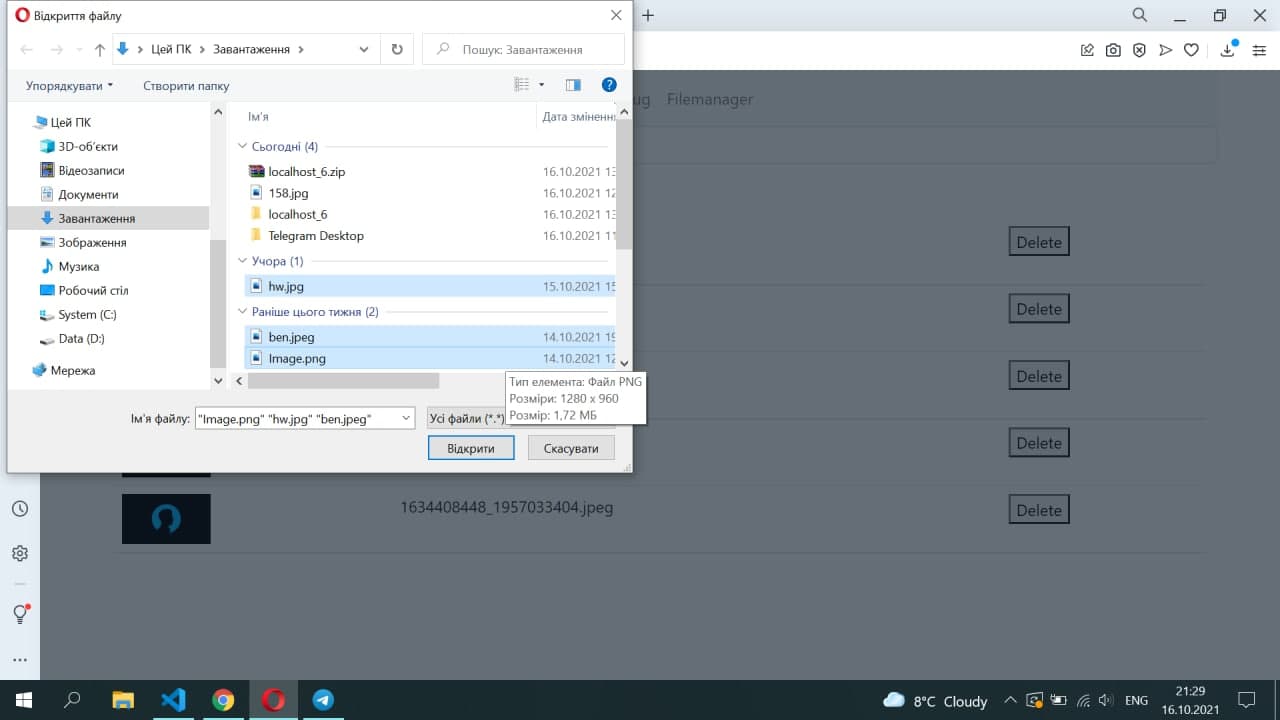 Відкриття файлу
Цей ПК
Завантаження
Пошук: Завантаження
Упорядкувати
Створити папку
ug
Filemanager
Цей ПК
3D-об'єкти
Відеозаписи
Документи
Завантаження
Зображення
Музика
Робочий стіл
System (C:)
Data (D:)
Мережа
Ім'я
Дата змінення
Сьогодні (4)
localhost_6.zip 16.10.2021 13
158.jpg 16.10.2021 12
localhost_6 16.10.2021 13
Telegram Desktop 16.10.2021 11
Учора (1)
hw.jpg 15.10.2021 15
Раніше цього тижня (2)
ben.jpeg 14.10.2021 19
Image.png 14.10.2021 12
Тип елемента: Файл PNG
Розміри: 1280 x 960
Розмір: 1,72 МБ
Ім'я файлу: "Image.png" "hw.jpg" "ben.jpeg"
Усі файли (*.*)
Відкрити
Скасувати
Delete
Delete
Delete
Delete
1634408448_1957033404.jpeg
Delete
8°C Cloudy
ENG
21:29
16.10.2021